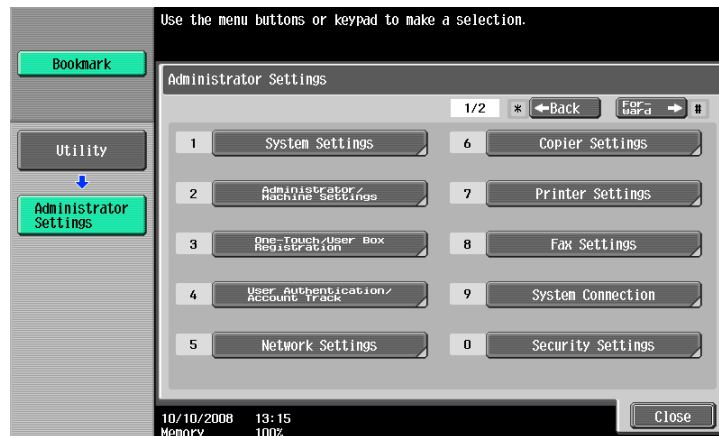 Use the menu buttons or keypad to make a selection.
Bookmark
Utility
Administrator
Settings
Administrator Settings
1/2 * ←Back For-
ward → #
1 System Settings
2 Administrator/
Machine Settings
3 One-Touch/User Box
Registration
4 User Authentication/
Account Track
5 Network Settings
6 Copier Settings
7 Printer Settings
8 Fax Settings
9 System Connection
0 Security Settings
10/10/2008 13:15
Memory 100%
Close